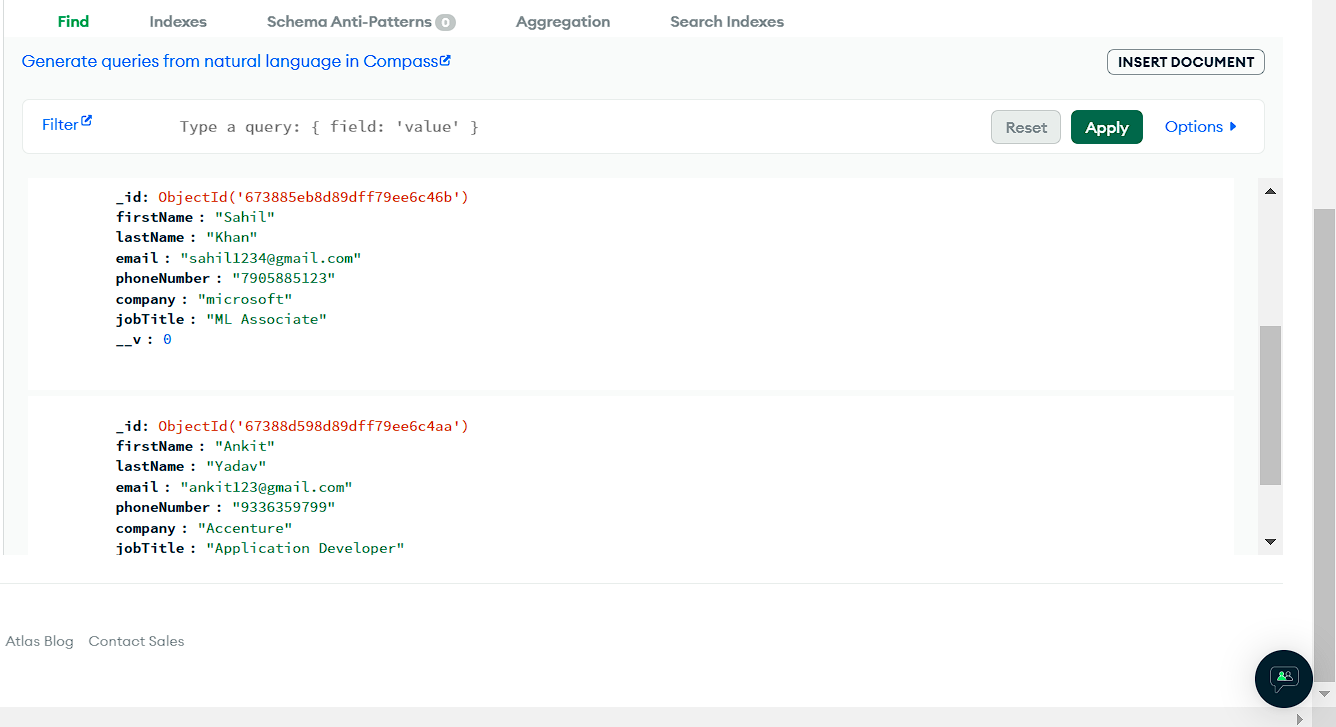 Find Indexes Schema Anti-Patterns 0 Aggregation Search Indexes
Generate queries from natural language in Compass
INSERT DOCUMENT
Filter Type a query: { field: 'value' } Reset Apply Options
_id: ObjectId('673885eb8d89dff79ee6c46b')
firstName : "Sahil"
lastName : "Khan"
email : "sahil1234@gmail.com"
phoneNumber : "7905885123"
company : "microsoft"
jobTitle : "ML Associate"
__v : 0
_id: ObjectId('67388d598d89dff79ee6c4aa')
firstName : "Ankit"
lastName : "Yadav"
email : "ankit123@gmail.com"
phoneNumber : "9336359799"
company : "Accenture"
jobTitle : "Application Developer"
Atlas Blog Contact Sales